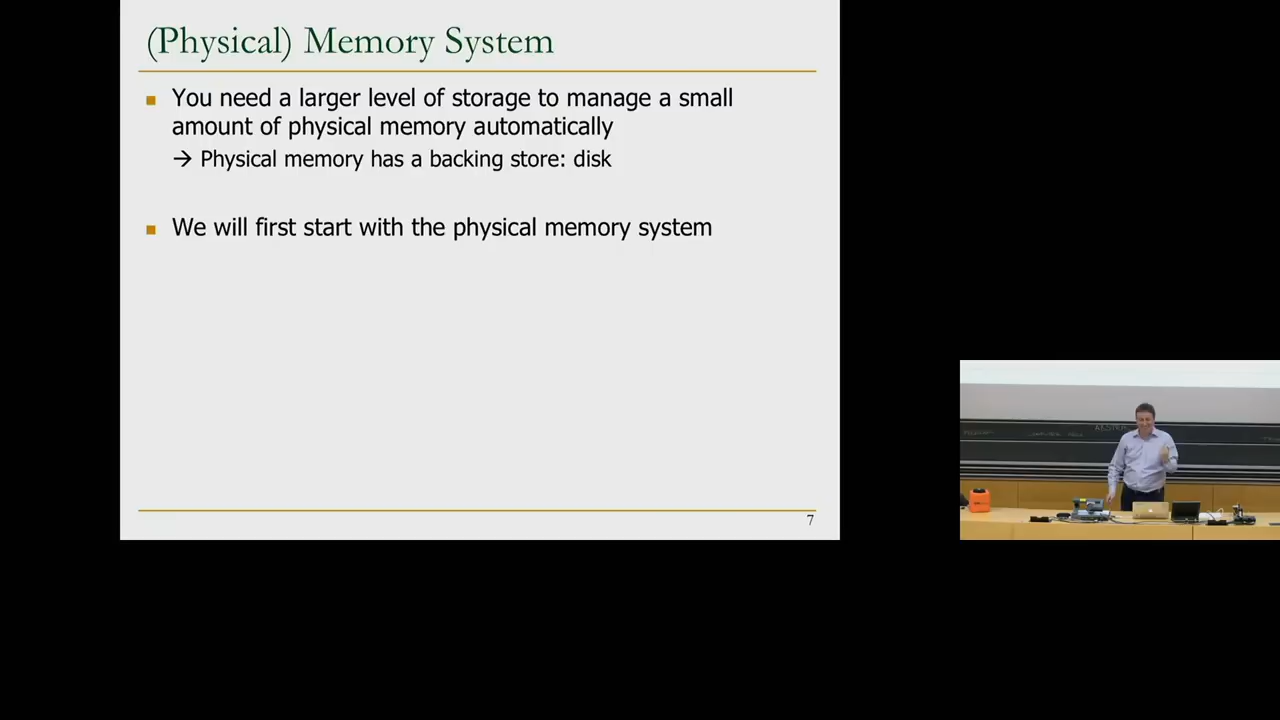 (Physical) Memory System
■ You need a larger level of storage to manage a small
amount of physical memory automatically
→ Physical memory has a backing store: disk
■ We will first start with the physical memory system
7